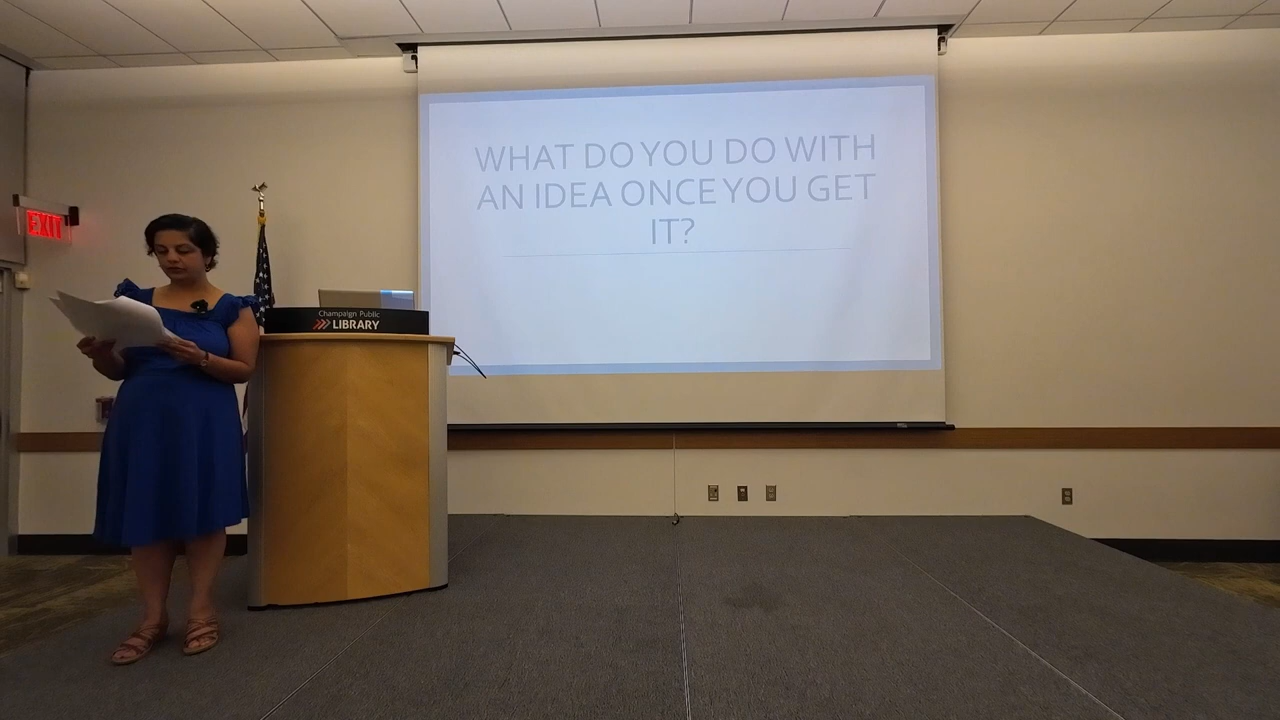 WHAT DO YOU DO WITH
AN IDEA ONCE YOU GET
IT?
EXIT
Champaign Public
LIBRARY